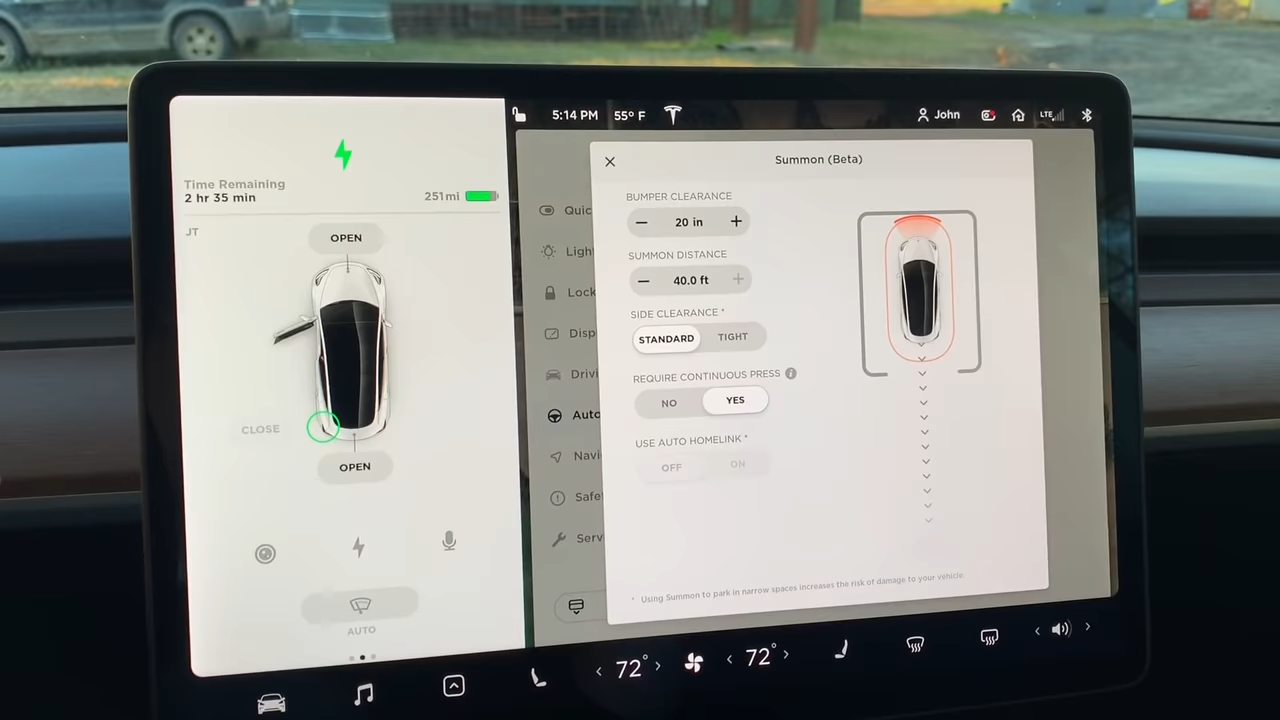 5:14 PM 55° F John LTE
Time Remaining
2 hr 35 min
251mi
JT
OPEN
CLOSE
OPEN
AUTO
Quic
Ligh
Lock
Disp
Drivi
Auto
Navi
Safe
Serv
Summon (Beta)
BUMPER CLEARANCE
− 20 in +
SUMMON DISTANCE
− 40.0 ft +
SIDE CLEARANCE *
STANDARD TIGHT
REQUIRE CONTINUOUS PRESS
NO YES
USE AUTO HOMELINK *
OFF ON
* Using Summon to park in narrow spaces increases the risk of damage to your vehicle
72° 72°